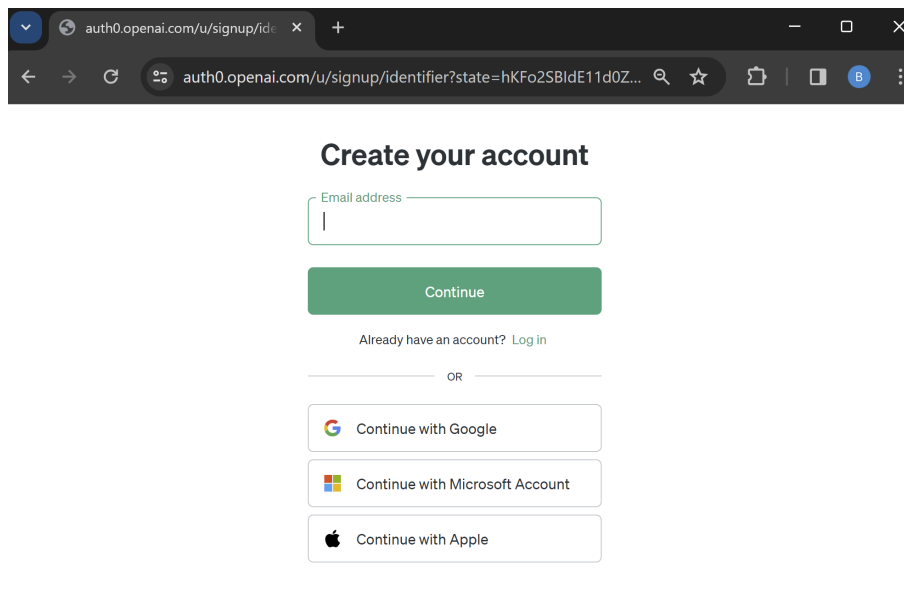 auth0.openai.com/u/signup/ide
auth0.openai.com/u/signup/identifier?state=hKFo2SBIdE11d0Z...
B
Create your account
Email address
Continue
Already have an account? Log in
OR
Continue with Google
Continue with Microsoft Account
Continue with Apple